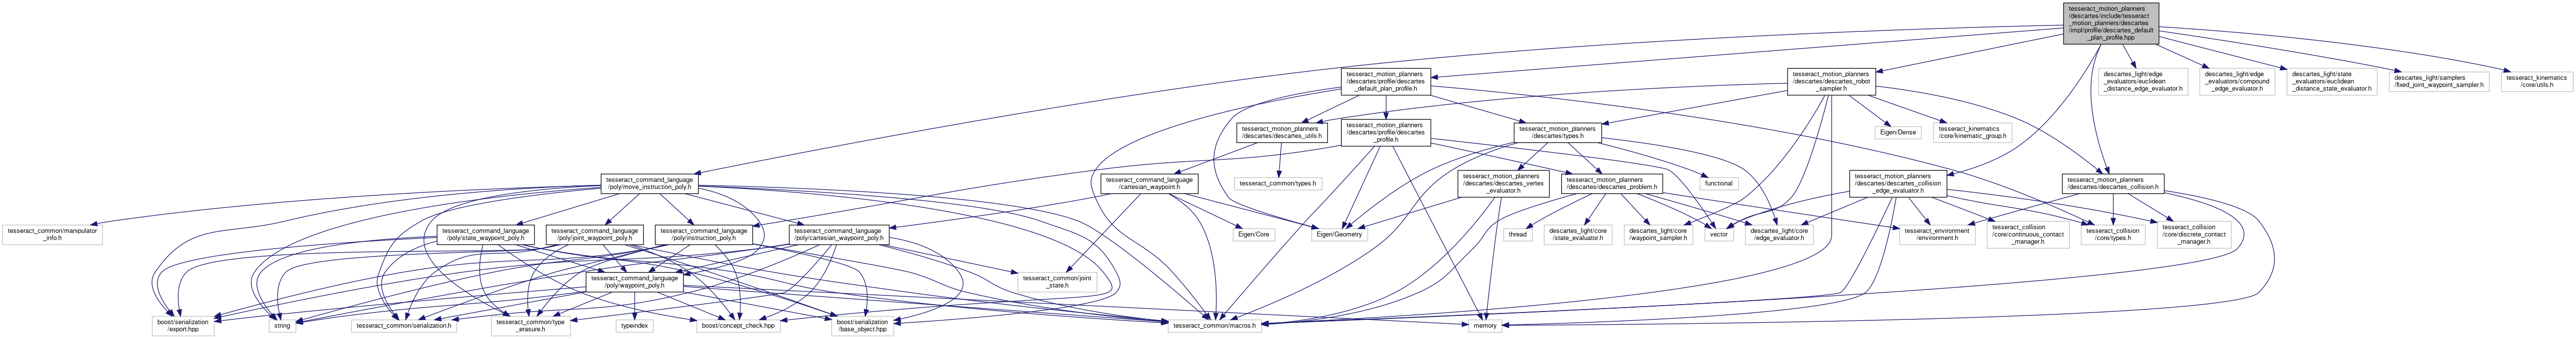 tesseract_motion_planners
/descartes/include/tesseract
_motion_planners/descartes
/impl/profile/descartes_default
_plan_profile.hpp
tesseract_motion_planners
/descartes/profile/descartes
_default_plan_profile.h
tesseract_motion_planners
/descartes/descartes_robot
_sampler.h
descartes_light/edge
_evaluators/euclidean
_distance_edge_evaluator.h
descartes_light/edge
_evaluators/compound
_edge_evaluator.h
descartes_light/state
_evaluators/euclidean
_distance_state_evaluator.h
descartes_light/samplers
/fixed_joint_waypoint_sampler.h
tesseract_kinematics
/core/utils.h
tesseract_motion_planners
/descartes/descartes_utils.h
tesseract_motion_planners
/descartes/profile/descartes
_profile.h
tesseract_motion_planners
/descartes/types.h
Eigen/Dense
tesseract_kinematics
/core/kinematic_group.h
tesseract_command_language
/poly/move_instruction_poly.h
tesseract_command_language
/cartesian_waypoint.h
tesseract_common/types.h
tesseract_motion_planners
/descartes/descartes_vertex
_evaluator.h
tesseract_motion_planners
/descartes/descartes_problem.h
functional
tesseract_motion_planners
/descartes/descartes_collision
_edge_evaluator.h
tesseract_motion_planners
/descartes/descartes_collision.h
tesseract_common/manipulator
_info.h
tesseract_command_language
/poly/state_waypoint_poly.h
tesseract_command_language
/poly/joint_waypoint_poly.h
tesseract_command_language
/poly/instruction_poly.h
tesseract_command_language
/poly/cartesian_waypoint_poly.h
Eigen/Core
Eigen/Geometry
thread
descartes_light/core
/state_evaluator.h
descartes_light/core
/waypoint_sampler.h
vector
descartes_light/core
/edge_evaluator.h
tesseract_environment
/environment.h
tesseract_collision
/core/continuous_contact
_manager.h
tesseract_collision
/core/types.h
tesseract_collision
/core/discrete_contact
_manager.h
tesseract_command_language
/poly/waypoint_poly.h
tesseract_common/joint
_state.h
boost/serialization
/export.hpp
string
tesseract_common/serialization.h
tesseract_common/type
_erasure.h
typeindex
boost/concept_check.hpp
boost/serialization
/base_object.hpp
tesseract_common/macros.h
memory